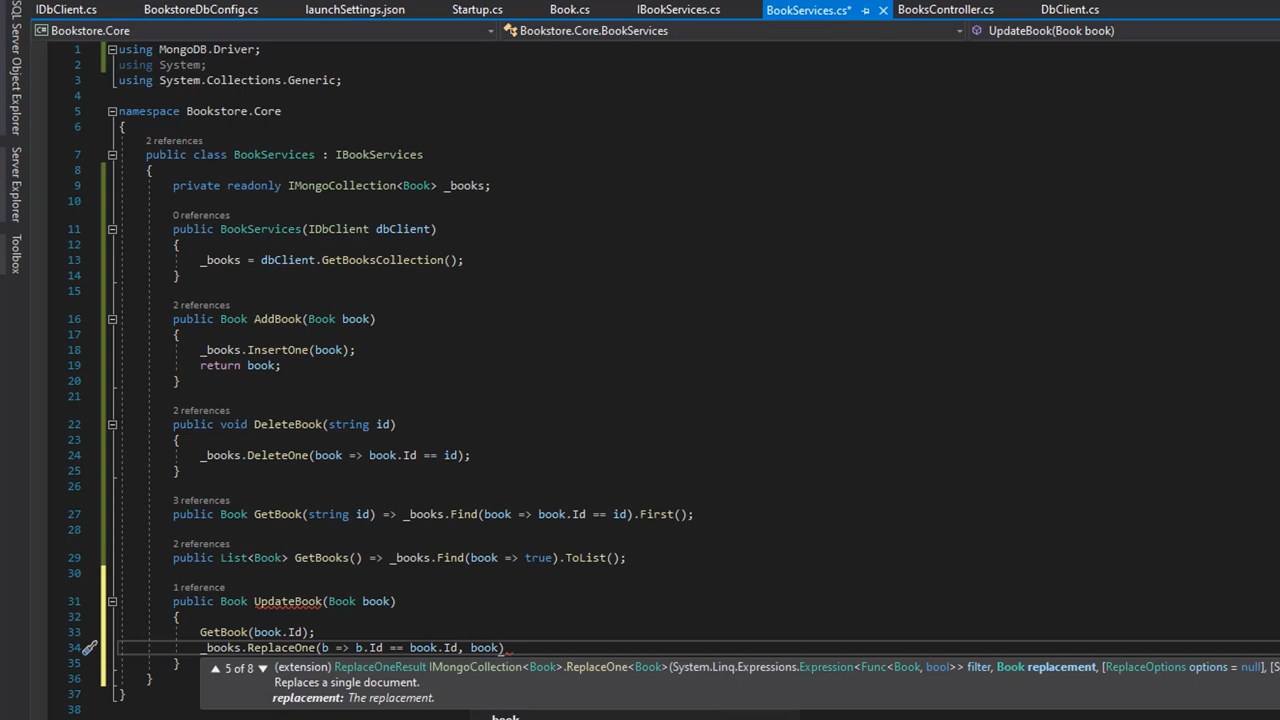 IDbClient.cs BookstoreDbConfig.cs launchSettings.json Startup.cs Book.cs IBookServices.cs BookServices.cs* BooksController.cs DbClient.cs
Bookstore.Core Bookstore.Core.BookServices UpdateBook(Book book)
SQL Server Object Explorer
Server Explorer
Toolbox
1 using MongoDB.Driver;
2 using System;
3 using System.Collections.Generic;
4
5 namespace Bookstore.Core
6 {
2 references
7 public class BookServices : IBookServices
8 {
9 private readonly IMongoCollection<Book> _books;
10
0 references
11 public BookServices(IDbClient dbClient)
12 {
13 _books = dbClient.GetBooksCollection();
14 }
15
2 references
16 public Book AddBook(Book book)
17 {
18 _books.InsertOne(book);
19 return book;
20 }
21
2 references
22 public void DeleteBook(string id)
23 {
24 _books.DeleteOne(book => book.Id == id);
25 }
26
3 references
27 public Book GetBook(string id) => _books.Find(book => book.Id == id).First();
28
2 references
29 public List<Book> GetBooks() => _books.Find(book => true).ToList();
30
1 reference
31 public Book UpdateBook(Book book)
32 {
33 GetBook(book.Id);
34 _books.ReplaceOne(b => b.Id == book.Id, book)
35 }
▲ 5 of 8 ▼ (extension) ReplaceOneResult IMongoCollection<Book>.ReplaceOne<Book>(System.Linq.Expressions.Expression<Func<Book, bool>> filter, Book replacement, [ReplaceOptions options = null], [S
36 }
Replaces a single document.
37 }
replacement: The replacement.
38
book